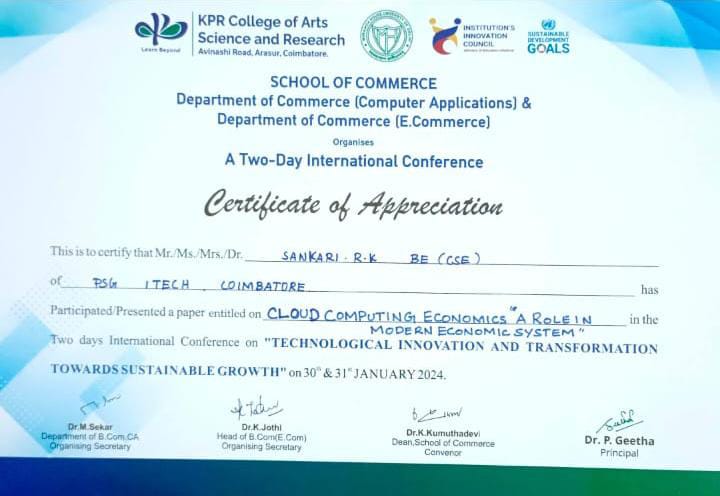 KPR College of Arts
Science and Research
Avinashi Road, Arasur, Coimbatore.
Learn Beyond
INSTITUTION'S
INNOVATION
COUNCIL
SUSTAINABLE
DEVELOPMENT
GOALS
SCHOOL OF COMMERCE
Department of Commerce (Computer Applications) &
Department of Commerce (E.Commerce)
Organises
A Two-Day International Conference
Certificate of Appreciation
This is to certify that Mr./Ms./Mrs./Dr. SANKARI . R.K BE (CSE)
of PSG ITECH , COIMBATORE has
Participated/Presented a paper entitled on CLOUD COMPUTING ECONOMICS "A ROLE IN in the
MODERN ECONOMIC SYSTEM"
Two days International Conference on "TECHNOLOGICAL INNOVATION AND TRANSFORMATION
TOWARDS SUSTAINABLE GROWTH" on 30th & 31st JANUARY 2024.
Dr.M.Sekar
Department of B.Com,CA
Organising Secretary
Dr.K.Jothi
Head of B.Com(E.Com)
Organising Secretary
Dr.K.Kumuthadevi
Dean,School of Commerce
Convenor
Dr. P. Geetha
Principal